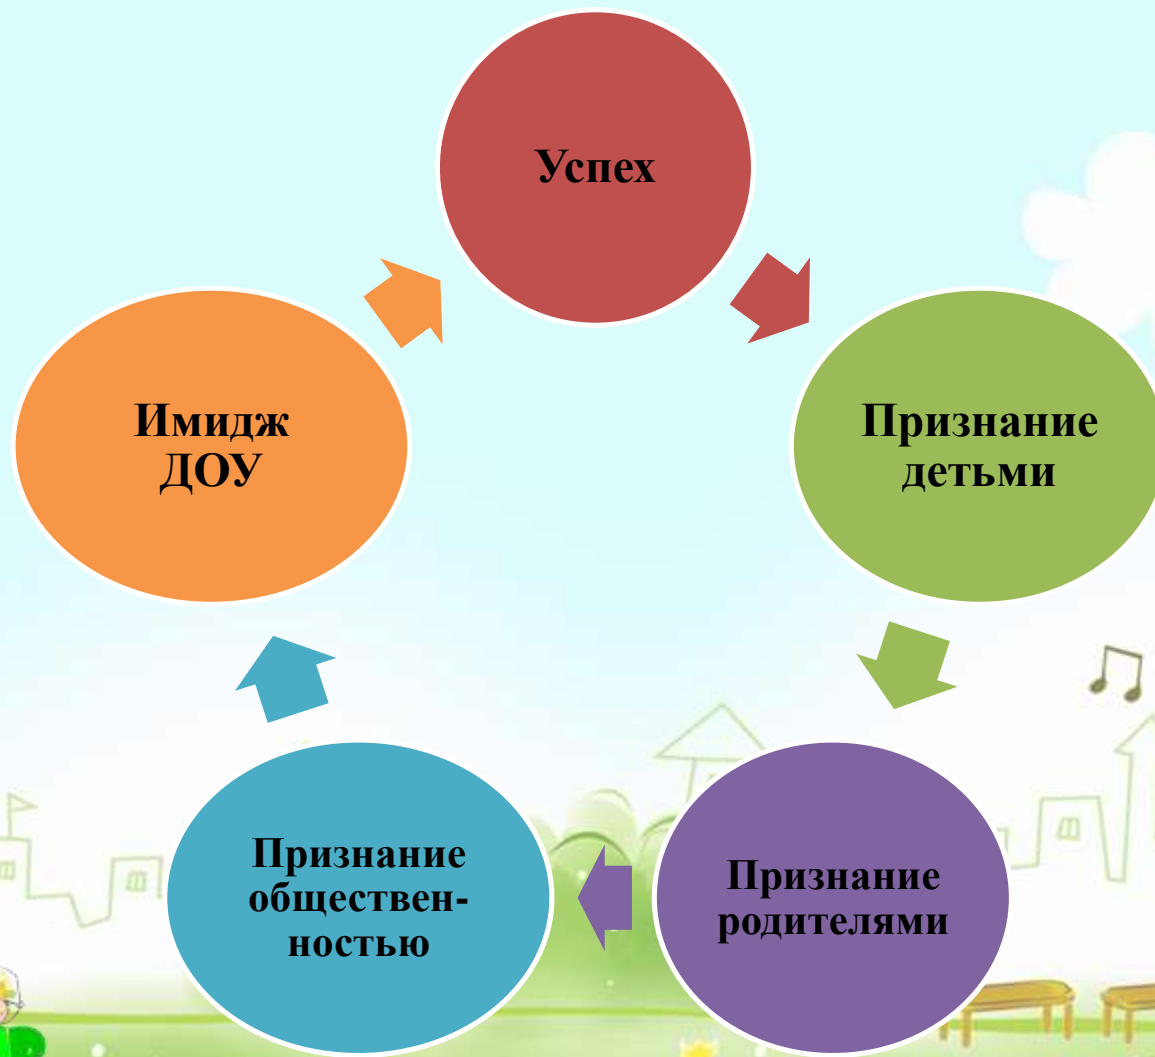 Успех
Признание
детьми
Признание
родителями
Признание
обществен-
ностью
Имидж
ДОУ